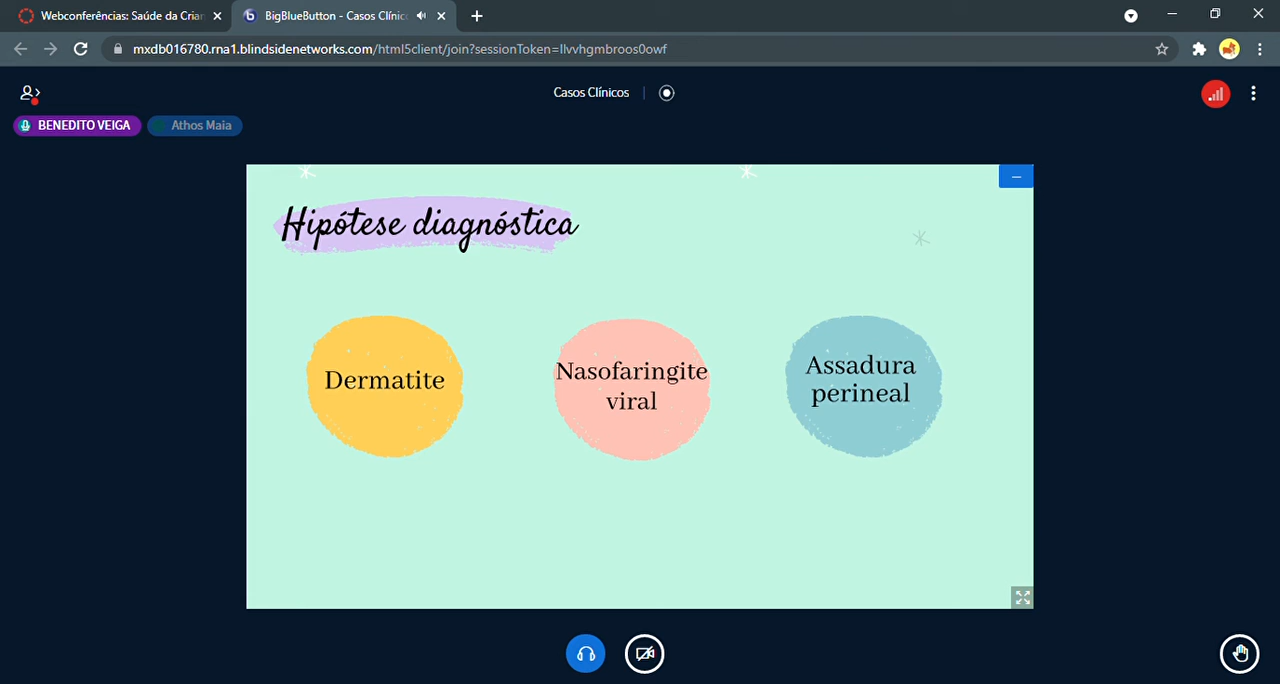 Webconferências: Saúde da Crian
BigBlueButton - Casos Clínico
mxdb016780.rna1.blindsidenetworks.com/html5client/join?sessionToken=llvvhgmbroos0owf
Casos Clínicos
BENEDITO VEIGA
Athos Maia
Hipótese diagnóstica
Dermatite
Nasofaringite
viral
Assadura
perineal